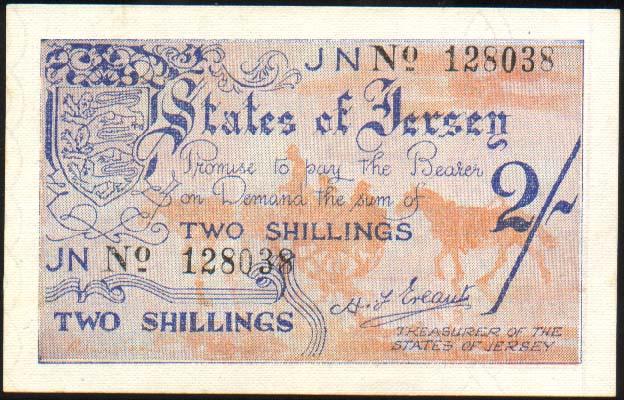 JN Nº 128038
States of Jersey
Promise to pay the Bearer
on Demand the sum of
2/-
TWO SHILLINGS
JN Nº 128038
TWO SHILLINGS
TREASURER OF THE
STATES OF JERSEY